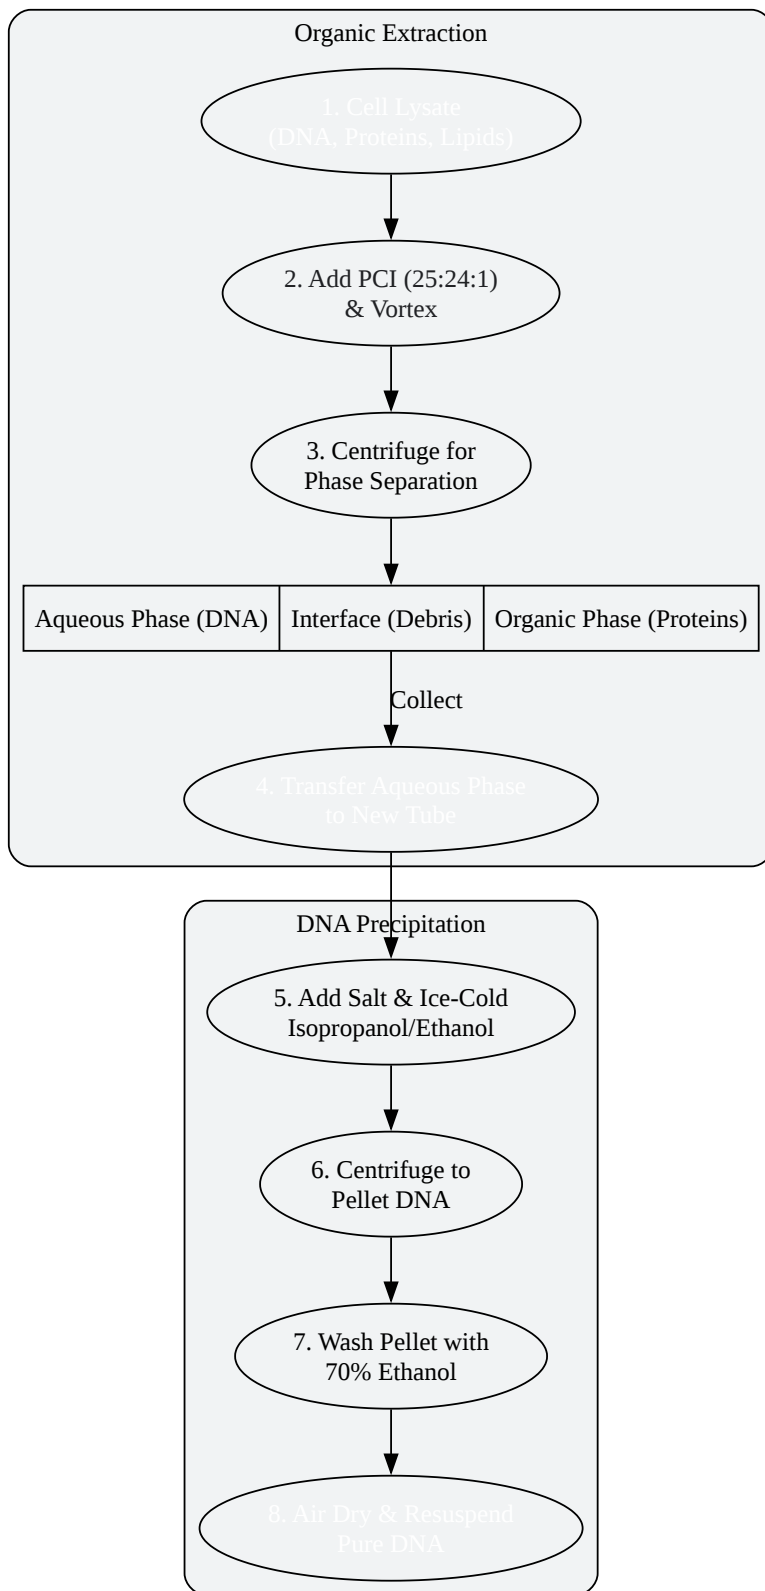 Organic Extraction
1. Cell Lysate
(DNA, Proteins, Lipids)
2. Add PCI (25:24:1)
& Vortex
3. Centrifuge for
Phase Separation
Aqueous Phase (DNA)
Interface (Debris)
Organic Phase (Proteins)
Collect
4. Transfer Aqueous Phase
to New Tube
DNA Precipitation
5. Add Salt & Ice-Cold
Isopropanol/Ethanol
6. Centrifuge to
Pellet DNA
7. Wash Pellet with
70% Ethanol
8. Air Dry & Resuspend
Pure DNA